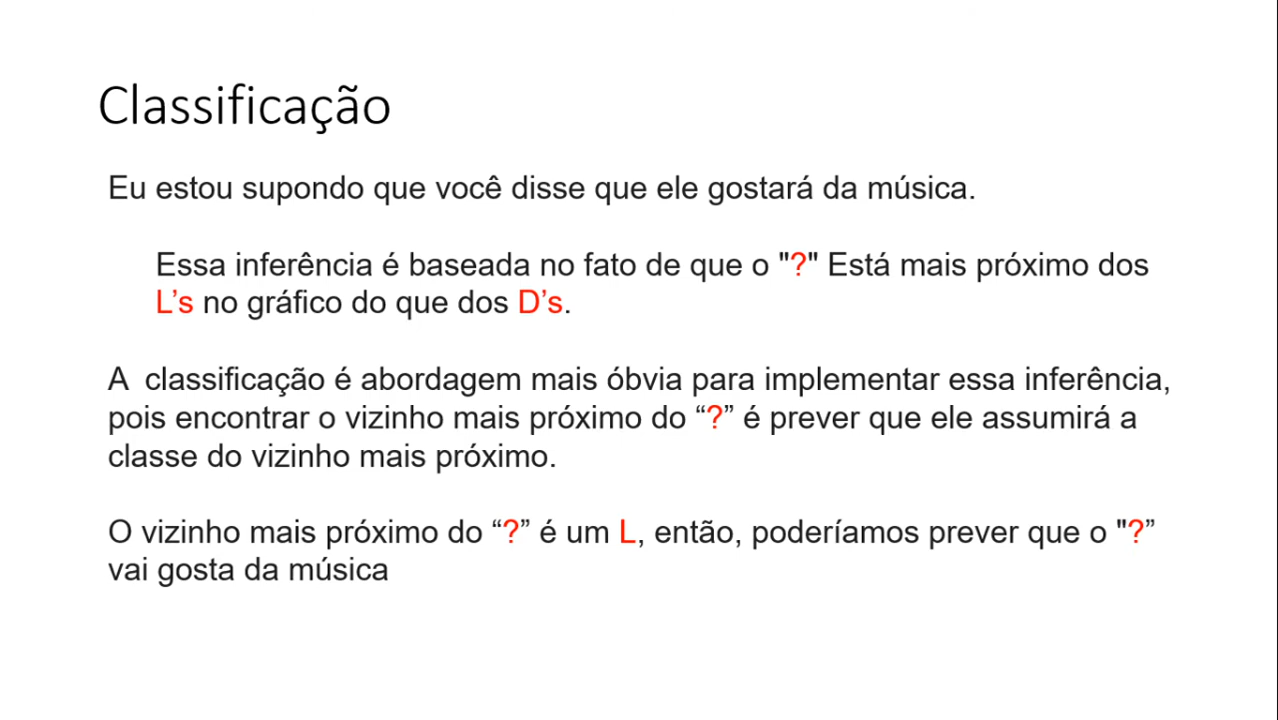 Classificação
Eu estou supondo que você disse que ele gostará da música.
Essa inferência é baseada no fato de que o "?" Está mais próximo dos
L’s no gráfico do que dos D’s.
A  classificação é abordagem mais óbvia para implementar essa inferência,
pois encontrar o vizinho mais próximo do “?” é prever que ele assumirá a
classe do vizinho mais próximo.
O vizinho mais próximo do “?” é um L, então, poderíamos prever que o "?”
vai gosta da música